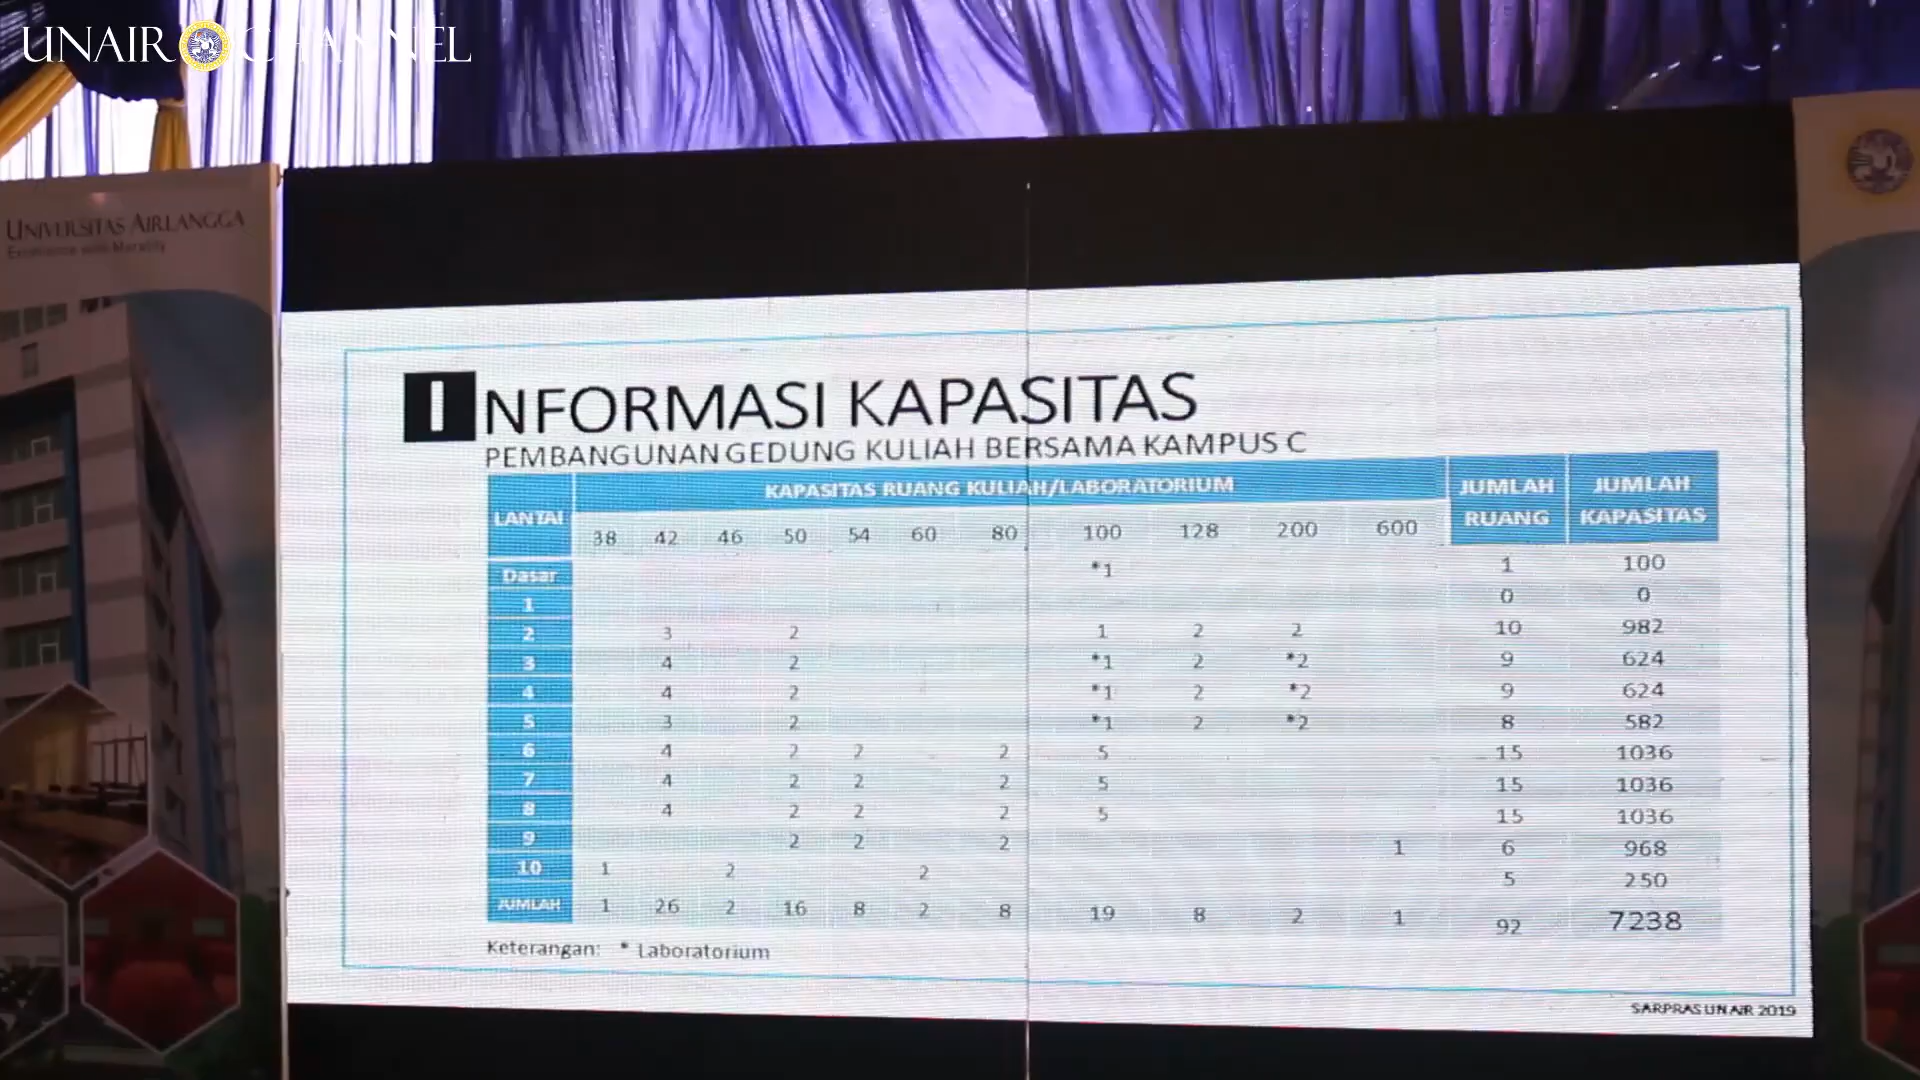 UNAIR CHANNEL
UNIVERSITAS AIRLANGGA
Excellence with Morality
INFORMASI KAPASITAS
PEMBANGUNAN GEDUNG KULIAH BERSAMA KAMPUS C
LANTAI KAPASITAS RUANG KULIAH/LABORATORIUM JUMLAH RUANG JUMLAH KAPASITAS
38 42 46 50 54 60 80 100 128 200 600
Dasar *1 1 100
1 0 0
2 3 2 1 2 2 10 982
3 4 2 *1 2 *2 9 624
4 4 2 *1 2 *2 9 624
5 3 2 *1 2 *2 8 582
6 4 2 2 2 5 15 1036
7 4 2 2 2 5 15 1036
8 4 2 2 2 5 15 1036
9 2 2 2 1 6 968
10 1 2 2 5 250
JUMLAH 1 26 2 16 8 2 8 19 8 2 1 92 7238
Keterangan: * Laboratorium
SARPRAS UNAIR 2019